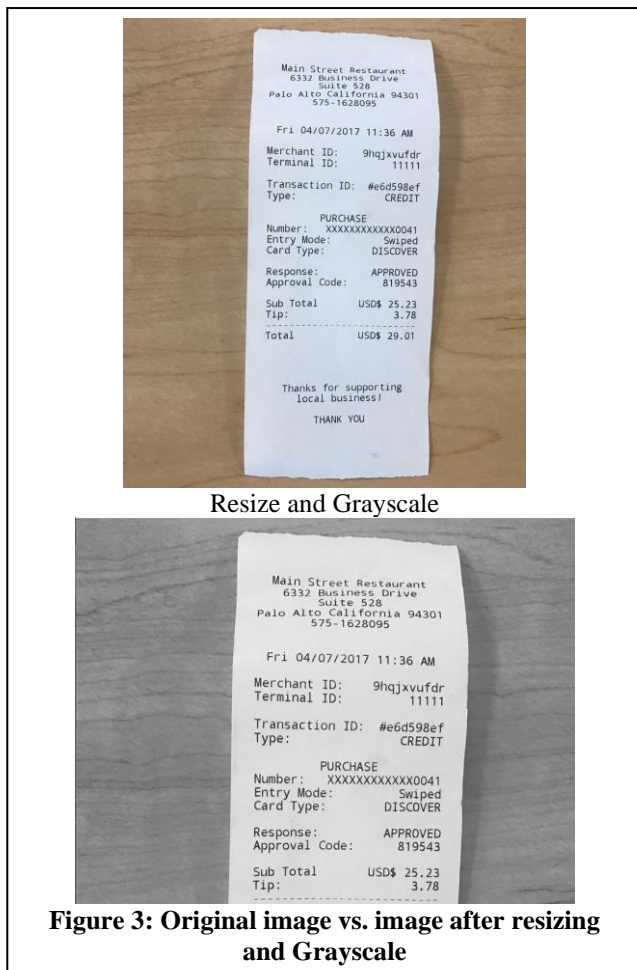 Main Street Restaurant
6332 Business Drive
Suite 528
Palo Alto California 94301
575-1628095
Fri 04/07/2017 11:36 AM
Merchant ID: 9hqjxvufdr
Terminal ID: 11111
Transaction ID: #e6d598ef
Type: CREDIT
PURCHASE
Number: XXXXXXXXXXXX0041
Entry Mode: Swiped
Card Type: DISCOVER
Response: APPROVED
Approval Code: 819543
Sub Total USD$ 25.23
Tip: 3.78
Total USD$ 29.01
Thanks for supporting
local business!
THANK YOU
Resize and Grayscale
Main Street Restaurant
6332 Business Drive
Suite 528
Palo Alto California 94301
575-1628095
Fri 04/07/2017 11:36 AM
Merchant ID: 9hqjxvufdr
Terminal ID: 11111
Transaction ID: #e6d598ef
Type: CREDIT
PURCHASE
Number: XXXXXXXXXXXX0041
Entry Mode: Swiped
Card Type: DISCOVER
Response: APPROVED
Approval Code: 819543
Sub Total USD$ 25.23
Tip: 3.78
Figure 3: Original image vs. image after resizing
and Grayscale